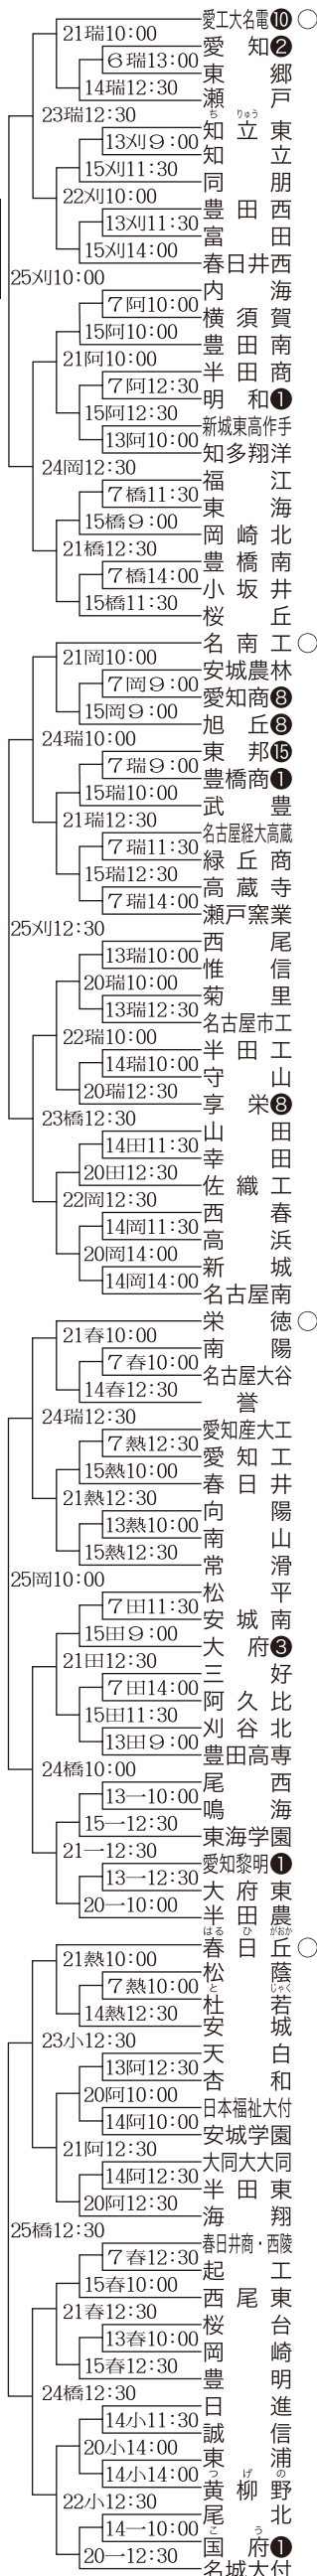 愛工大名電❿○
21瑞10:00
愛知❷
6瑞13:00
東郷
14瑞12:30
瀬戸
23瑞12:30
ち りゅう
知立東
13刈9:00
知立
15刈11:30
同朋
22刈10:00
豊田西
13刈11:30
富田
15刈14:00
春日井西
25刈10:00
内海
7阿10:00
横須賀
15阿10:00
豊田南
21阿10:00
半田商
7阿12:30
明和❶
15阿12:30
新城東高作手
13阿10:00
知多翔洋
24岡12:30
福江
7橋11:30
東海
15橋9:00
岡崎北
21橋12:30
豊橋南
7橋14:00
小坂井
15橋11:30
桜丘
名南工○
21岡10:00
安城農林
7岡9:00
愛知商❽
15岡9:00
旭丘❽
24瑞10:00
東邦⓯
7瑞9:00
豊橋商❶
15瑞10:00
武豊
21瑞12:30
名古屋経大高蔵
7瑞11:30
緑丘商
15瑞12:30
高蔵寺
7瑞14:00
瀬戸窯業
25刈12:30
西尾
13瑞10:00
惟信
20瑞10:00
菊里
13瑞12:30
名古屋市工
22瑞10:00
半田工
14瑞10:00
守山
20瑞12:30
享栄❽
23橋12:30
山田
14田11:30
幸田
20田12:30
佐織工
22岡12:30
西春
14岡11:30
高浜
20岡14:00
新城
14岡14:00
名古屋南
栄徳○
21春10:00
南陽
7春10:00
名古屋大谷
14春12:30
誉
24瑞12:30
愛知産大工
7熱12:30
愛知工
15熱10:00
春日井
21熱12:30
向陽
13熱10:00
南山
15熱12:30
常滑
25岡10:00
松平
7田11:30
安城南
15田9:00
大府❸
21田12:30
三好
7田14:00
阿久比
15田11:30
刈谷北
13田9:00
豊田高専
24橋10:00
尾西
13一10:00
鳴海
15一12:30
東海学園
21一12:30
愛知黎明❶
13一12:30
大府東
20一10:00
半田農
はる ひ がおか
春日丘○
21熱10:00
松蔭
7熱10:00
と じゃく
杜若
14熱12:30
安城
23小12:30
天白
13阿12:30
杏和
20阿10:00
日本福祉大付
14阿10:00
安城学園
21阿12:30
大同大大同
14阿12:30
半田東
20阿12:30
海翔
25橋12:30
春日井商・西陵
7春12:30
起工
15春10:00
西尾東
21春12:30
桜台
13春10:00
岡崎
15春12:30
豊明
24橋12:30
日進
14小11:30
誠信
20小14:00
東浦
14小14:00
つ げ の
黄柳野
22小12:30
尾北
14一10:00
こ う
国府❶
20一12:30
名城大付